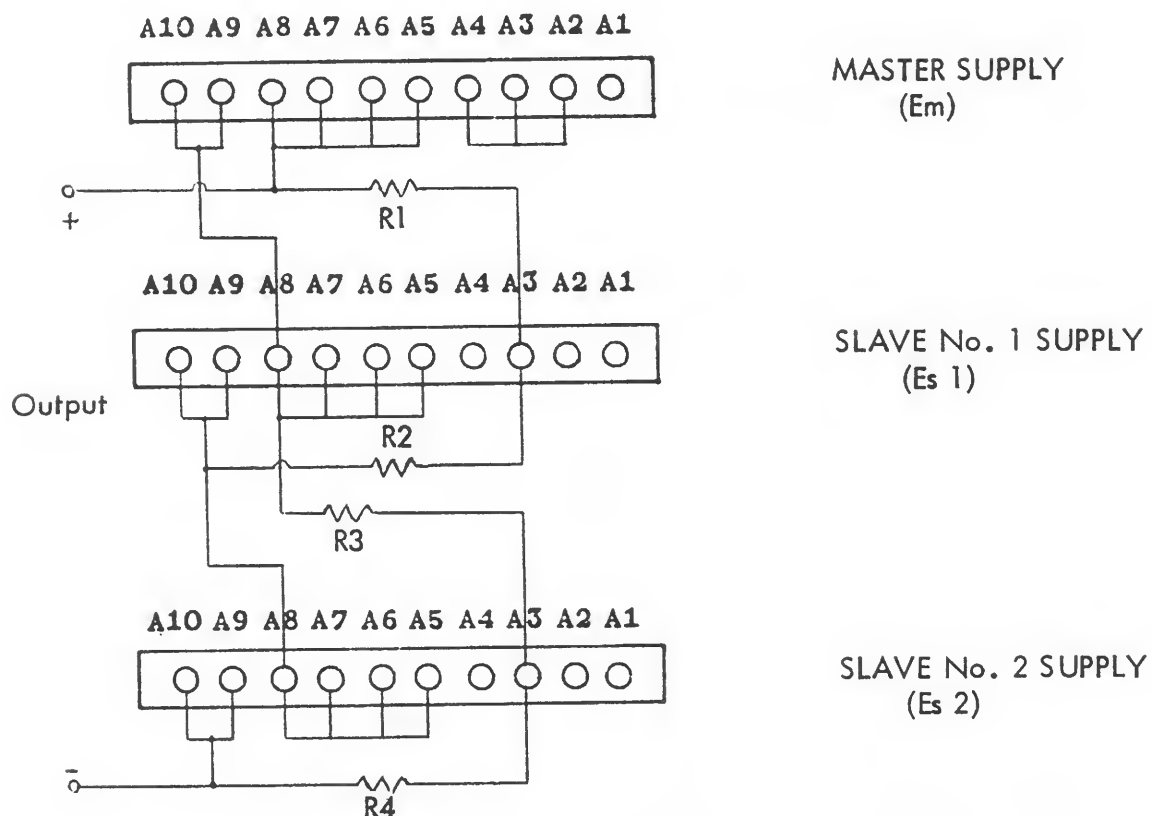 A10 A9 A8 A7 A6 A5 A4 A3 A2 A1
MASTER SUPPLY
(Em)
+
R1
A10 A9 A8 A7 A6 A5 A4 A3 A2 A1
SLAVE No. 1 SUPPLY
(Es 1)
Output
R2
R3
A10 A9 A8 A7 A6 A5 A4 A3 A2 A1
SLAVE No. 2 SUPPLY
(Es 2)
-
R4